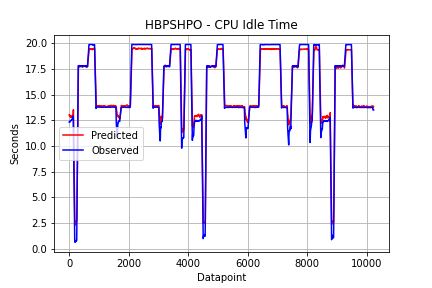 HBPSHPO - CPU Idle Time
20.0
17.5
15.0
12.5
10.0
7.5
5.0
2.5
0.0
Seconds
Predicted
Observed
0 2000 4000 6000 8000 10000
Datapoint